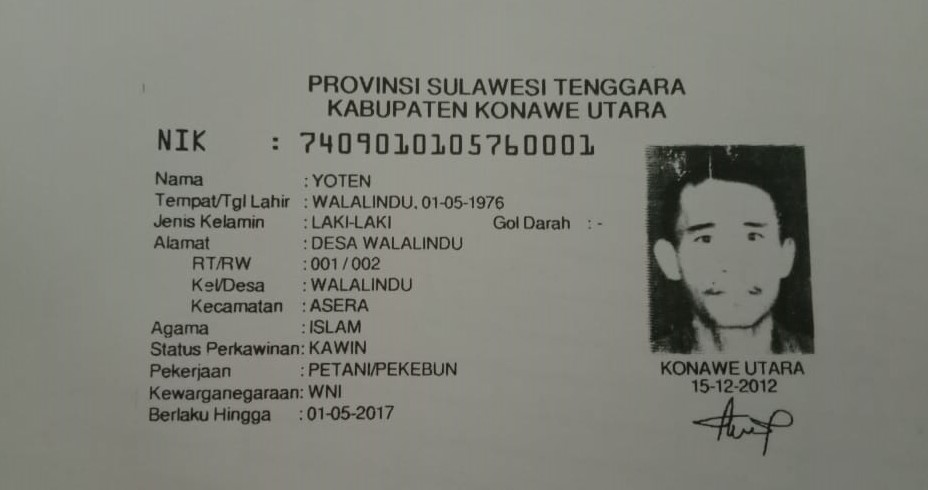 PROVINSI SULAWESI TENGGARA
KABUPATEN KONAWE UTARA
NIK : 7409010105760001
Nama : YOTEN
Tempat/Tgl Lahir : WALALINDU, 01-05-1976
Jenis Kelamin : LAKI-LAKI Gol Darah : -
Alamat : DESA WALALINDU
RT/RW : 001 / 002
Kel/Desa : WALALINDU
Kecamatan : ASERA
Agama : ISLAM
Status Perkawinan: KAWIN
Pekerjaan : PETANI/PEKEBUN
Kewarganegaraan: WNI
Berlaku Hingga : 01-05-2017
KONAWE UTARA
15-12-2012